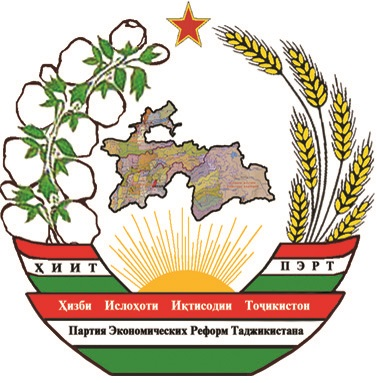 ҲИИТ ПЭРТ
Ҳизби Ислоҳоти Иқтисодии Тоҷикистон
Партия Экономических Реформ Таджикистана